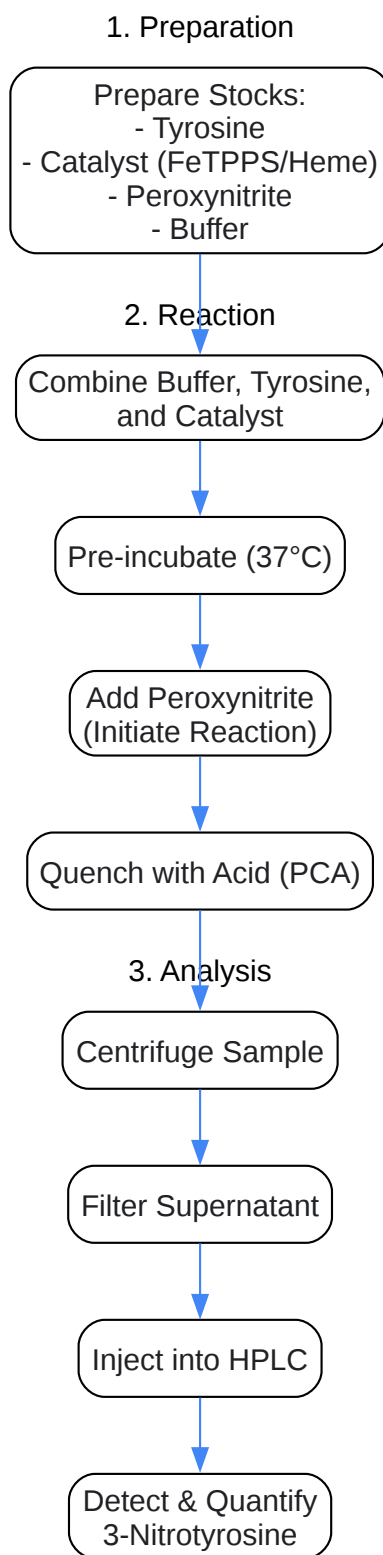 1. Preparation
Prepare Stocks:
- Tyrosine
- Catalyst (FeTPPS/Heme)
- Peroxynitrite
- Buffer
2. Reaction
Combine Buffer, Tyrosine,
and Catalyst
Pre-incubate (37°C)
Add Peroxynitrite
(Initiate Reaction)
Quench with Acid (PCA)
3. Analysis
Centrifuge Sample
Filter Supernatant
Inject into HPLC
Detect & Quantify
3-Nitrotyrosine